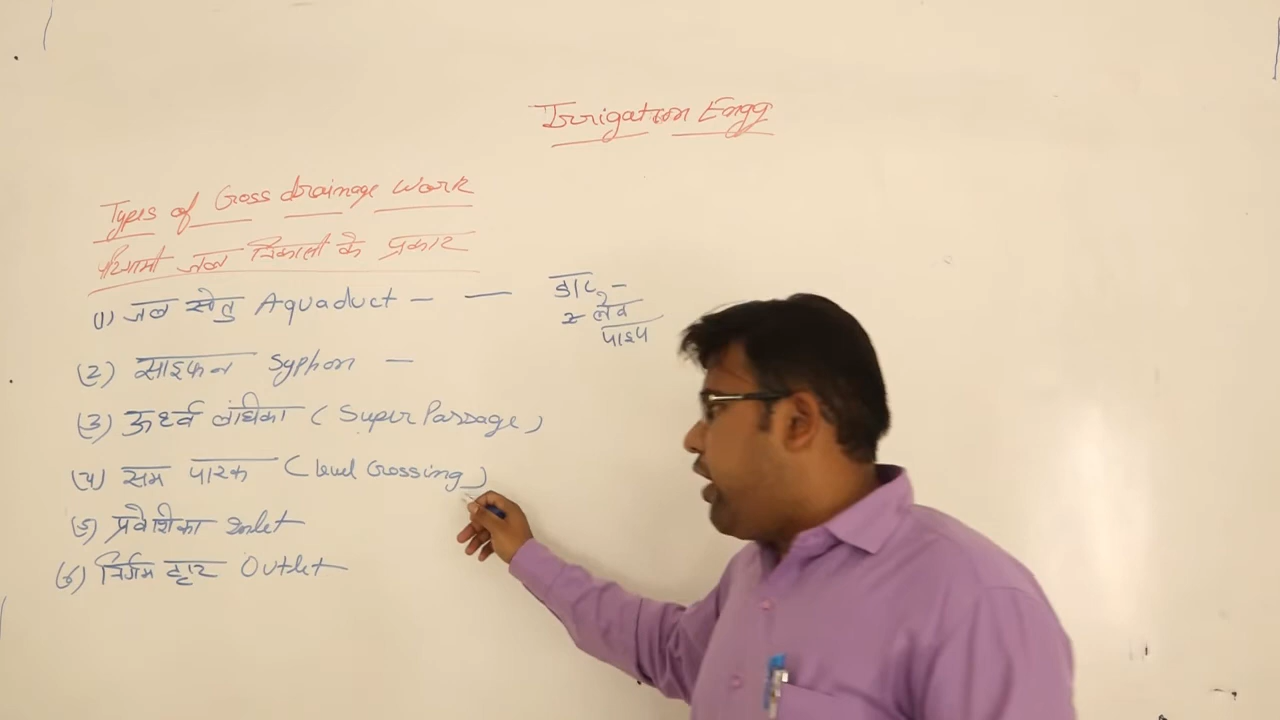 Irrigation Engg
Types of Cross drainage Work
जल निकासी के प्रकार
(1) जल सेतु Aquaduct — —
डाट -
स्लैव
पाइप
(2) साइफन Syphon —
(3) ऊर्ध्व लंघिका (Super Passage)
(4) सम पारक (level Crossing)
(5) प्रवेशिका Inlet
(6) निर्गम द्वार Outlet